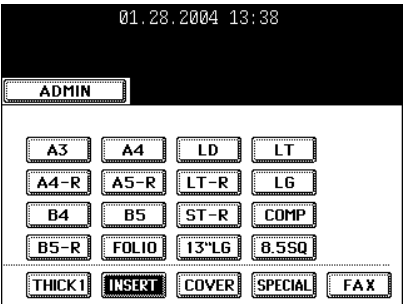 01.28.2004 13:38
ADMIN
A3 A4 LD LT
A4-R A5-R LT-R LG
B4 B5 ST-R COMP
B5-R FOLIO 13"LG 8.5SQ
THICK1 INSERT COVER SPECIAL FAX